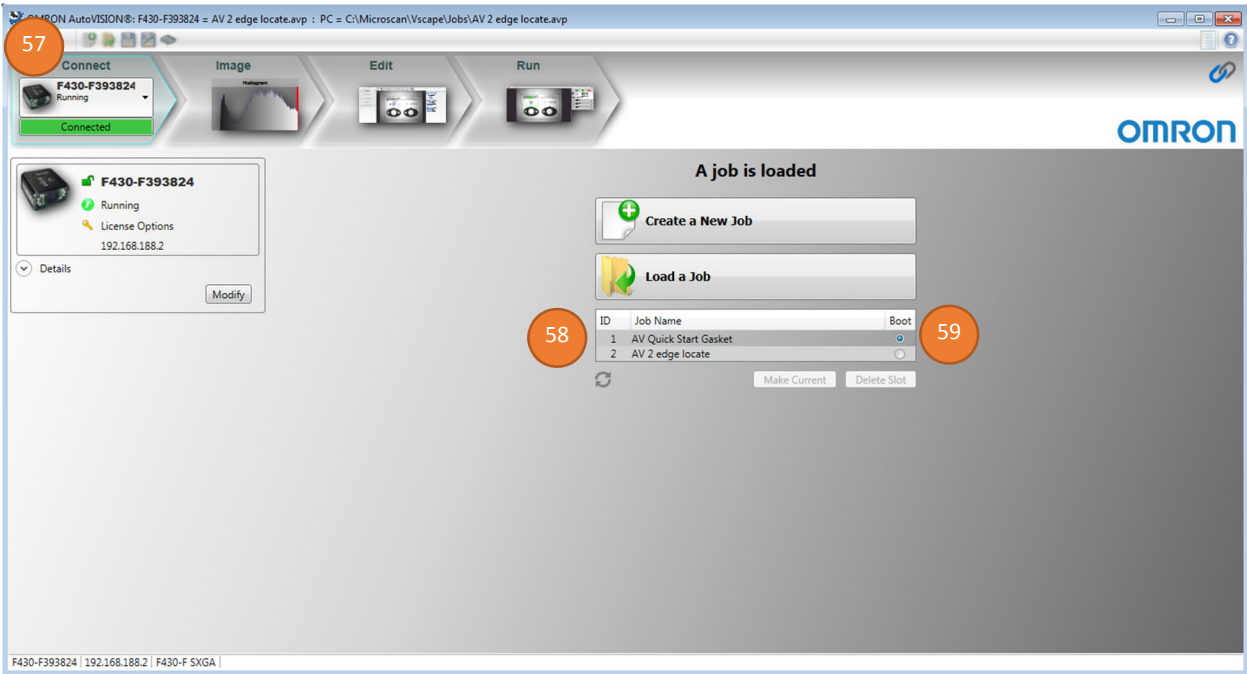 OMRON AutoVISION®: F430-F393824 = AV 2 edge locate.avp : PC = C:\Microscan\Vscape\Jobs\AV 2 edge locate.avp
57
Connect
Image
Edit
Run
F430-F393824
Running
Histogram
Connected
OMRON
F430-F393824
Running
License Options
192.168.188.2
Details
Modify
A job is loaded
Create a New Job
Load a Job
58
59
ID Job Name Boot
1 AV Quick Start Gasket
2 AV 2 edge locate
Make Current Delete Slot
F430-F393824 192.168.188.2 F430-F SXGA